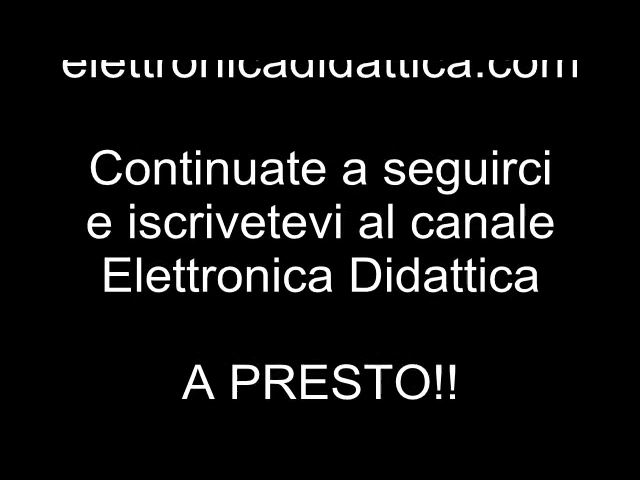 elettronicadidattica.com
Continuate a seguirci
e iscrivetevi al canale
Elettronica Didattica
A PRESTO!!